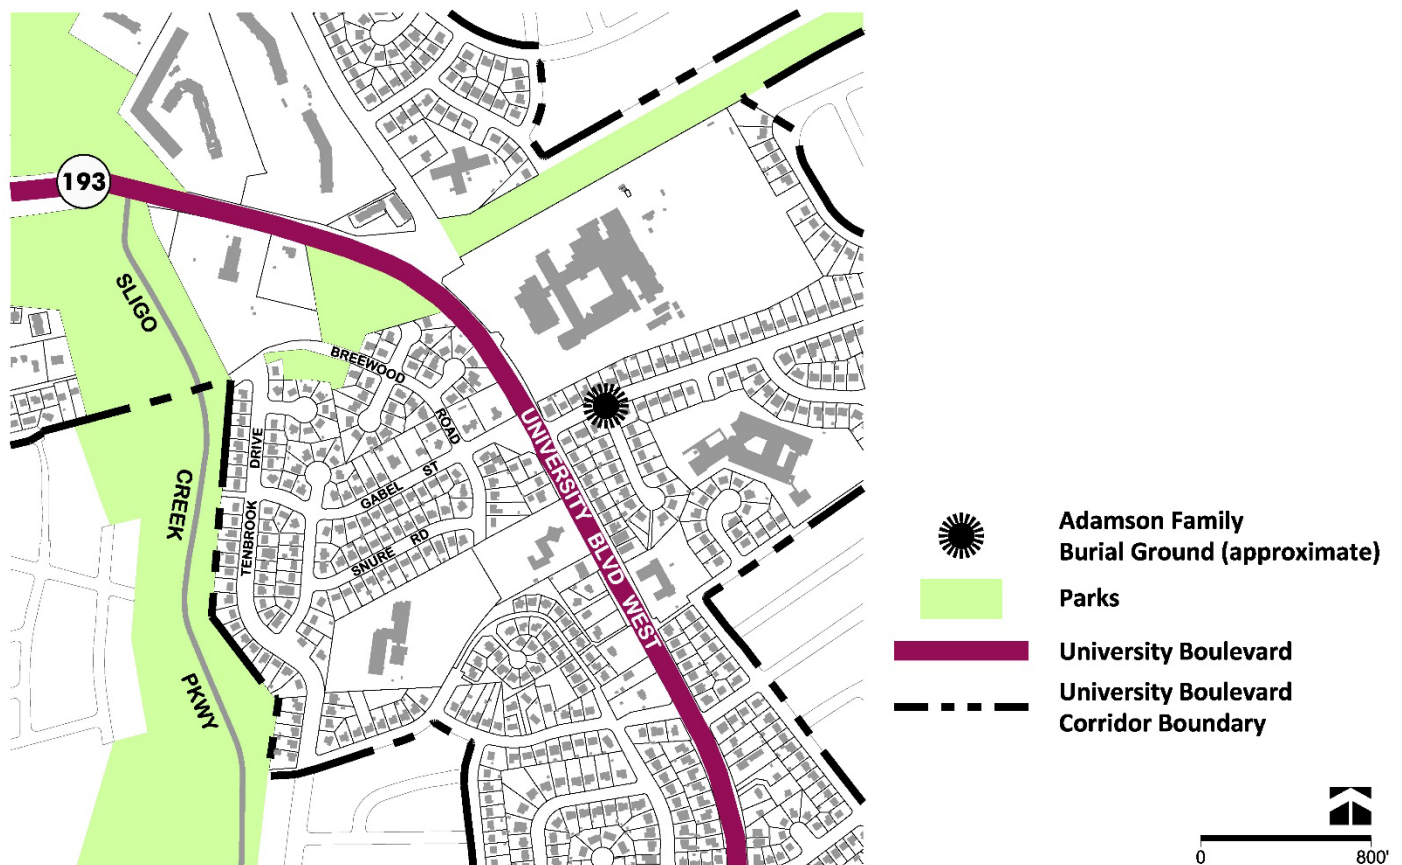 193
SLIGO
CREEK
PKWY
BREEWOOD
ROAD
DRIVE
TENBROOK
GABEL ST
SNURE RD
UNIVERSITY BLVD WEST
Adamson Family
Burial Ground (approximate)
Parks
University Boulevard
University Boulevard
Corridor Boundary
0 800'